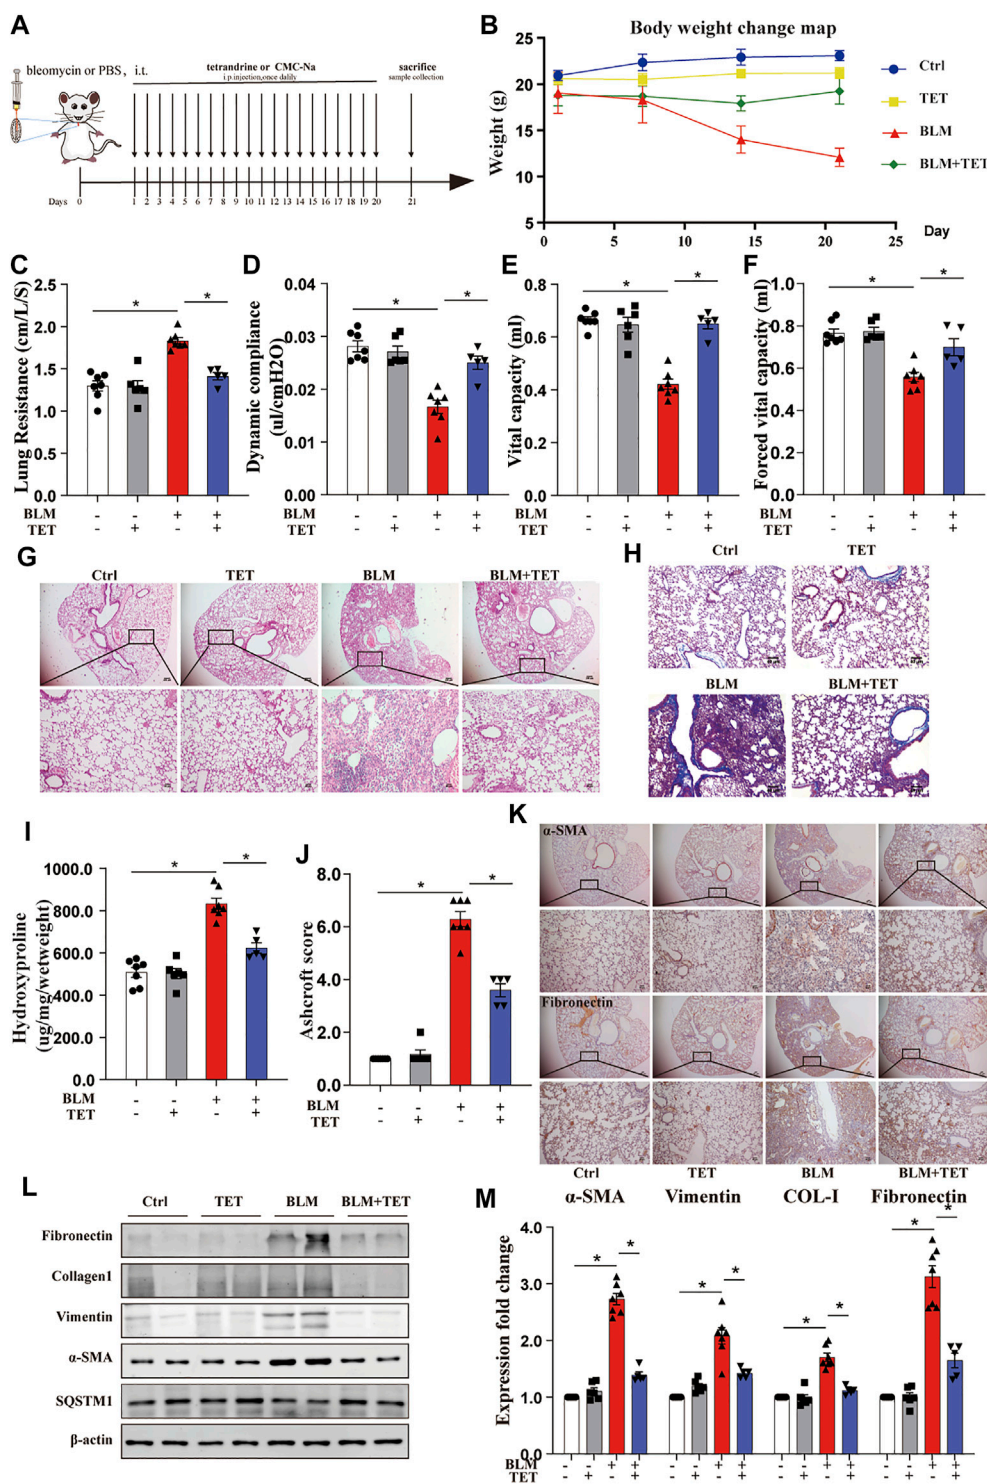 A
bleomycin or PBS, i.t.
tetrandrine or CMC-Na
i.p.injection,once dalily
sacrifice
sample collection
Days 0 1 2 3 4 5 6 7 8 9 10 11 12 13 14 15 16 17 18 19 20 21
B
Body weight change map
Weight (g)
25
20
15
10
5
0 5 10 15 20 25
Day
Ctrl
TET
BLM
BLM+TET
C
Lung Resistance (cm/L/S)
2.5
2.0
1.5
1.0
0.5
0.0
* *
BLM - - + +
TET - + - +
D
Dynamic compliance
(ul/cmH2O)
0.04
0.03
0.02
0.01
0.00
* *
BLM - - + +
TET - + - +
E
Vital capacity (ml)
0.8
0.6
0.4
0.2
0.0
* *
BLM - - + +
TET - + - +
F
Forced vital capacity (ml)
1.0
0.8
0.6
0.4
0.2
0.0
* *
BLM - - + +
TET - + - +
G
Ctrl TET BLM BLM+TET
H
Ctrl TET
BLM BLM+TET
I
Hydroxyproline
(ug/mg/wetweight)
1000.0
800.0
600.0
400.0
200.0
0.0
* *
BLM - - + +
TET - + - +
J
Ashcroft score
8.0
6.0
4.0
2.0
0.0
* *
BLM - - + +
TET - + - +
K
α-SMA
Fibronectin
Ctrl TET BLM BLM+TET
L
Ctrl TET BLM BLM+TET
Fibronectin
Collagen1
Vimentin
α-SMA
SQSTM1
β-actin
M
α-SMA Vimentin COL-I Fibronectin
Expression fold change
4.0
3.0
2.0
1.0
0.0
* * * * * * * *
BLM - - + + - - + + - - + + - - + +
TET - + - + - + - + - + - + - + - +